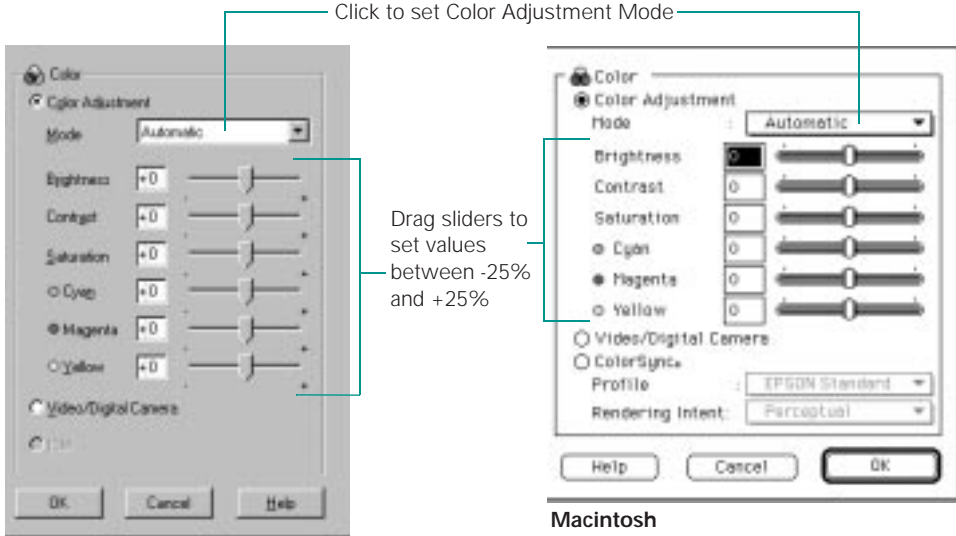 Click to set Color Adjustment Mode
Color
Color Adjustment
Mode
Automatic
Brightness
+0
Contrast
+0
Saturation
+0
Cyan
+0
Magenta
+0
Yellow
+0
Video/Digital Camera
OK
Cancel
Help
Drag sliders to
set values
between -25%
and +25%
Color
Color Adjustment
Mode : Automatic
Brightness 0
Contrast 0
Saturation 0
Cyan 0
Magenta 0
Yellow 0
Video/Digital Camera
ColorSync
Profile : EPSON Standard
Rendering Intent: Perceptual
Help
Cancel
OK
Macintosh